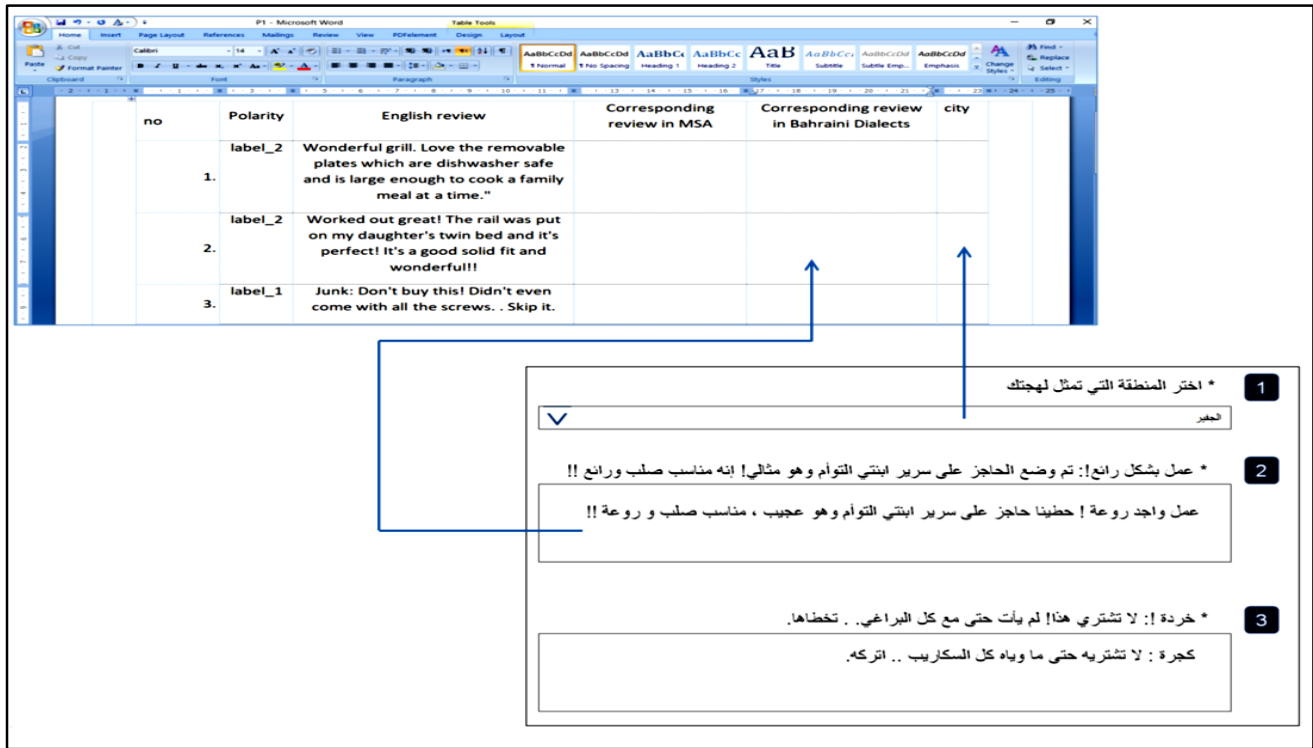 P1 - Microsoft Word
Table Tools
Home Insert Page Layout References Mailings Review View PDFelement Design Layout
Cut
Copy
Paste
Format Painter
Clipboard
Calibri
14
Font
Paragraph
AaBbCcDd AaBbCcDd AaBbCc AaBbCc AaB AaBbCc AaBbCcDd AaBbCcDd
¶ Normal ¶ No Spacing Heading 1 Heading 2 Title Subtitle Subtle Emp... Emphasis
Change Styles
Styles
Find
Replace
Select
Editing
no Polarity English review Corresponding review in MSA Corresponding review in Bahraini Dialects city
1. label_2 Wonderful grill. Love the removable
plates which are dishwasher safe
and is large enough to cook a family
meal at a time."
2. label_2 Worked out great! The rail was put
on my daughter's twin bed and it's
perfect! It's a good solid fit and
wonderful!!
3. label_1 Junk: Don't buy this! Didn't even
come with all the screws. . Skip it.
1 * اختر المنطقة التي تمثل لهجتك
الجفير
2 * عمل بشكل رائع!: تم وضع الحاجز على سرير ابنتي التوأم وهو مثالي! إنه مناسب صلب ورائع !!
عمل واجد روعة ! حطينا حاجز على سرير ابنتي التوأم وهو عجيب ، مناسب صلب و روعة !!
3 * خردة !: لا تشتري هذا! لم يأت حتى مع كل البراغي. . تخطاها.
كجرة : لا تشتريه حتى ما وياه كل السكاريب .. اتركه.